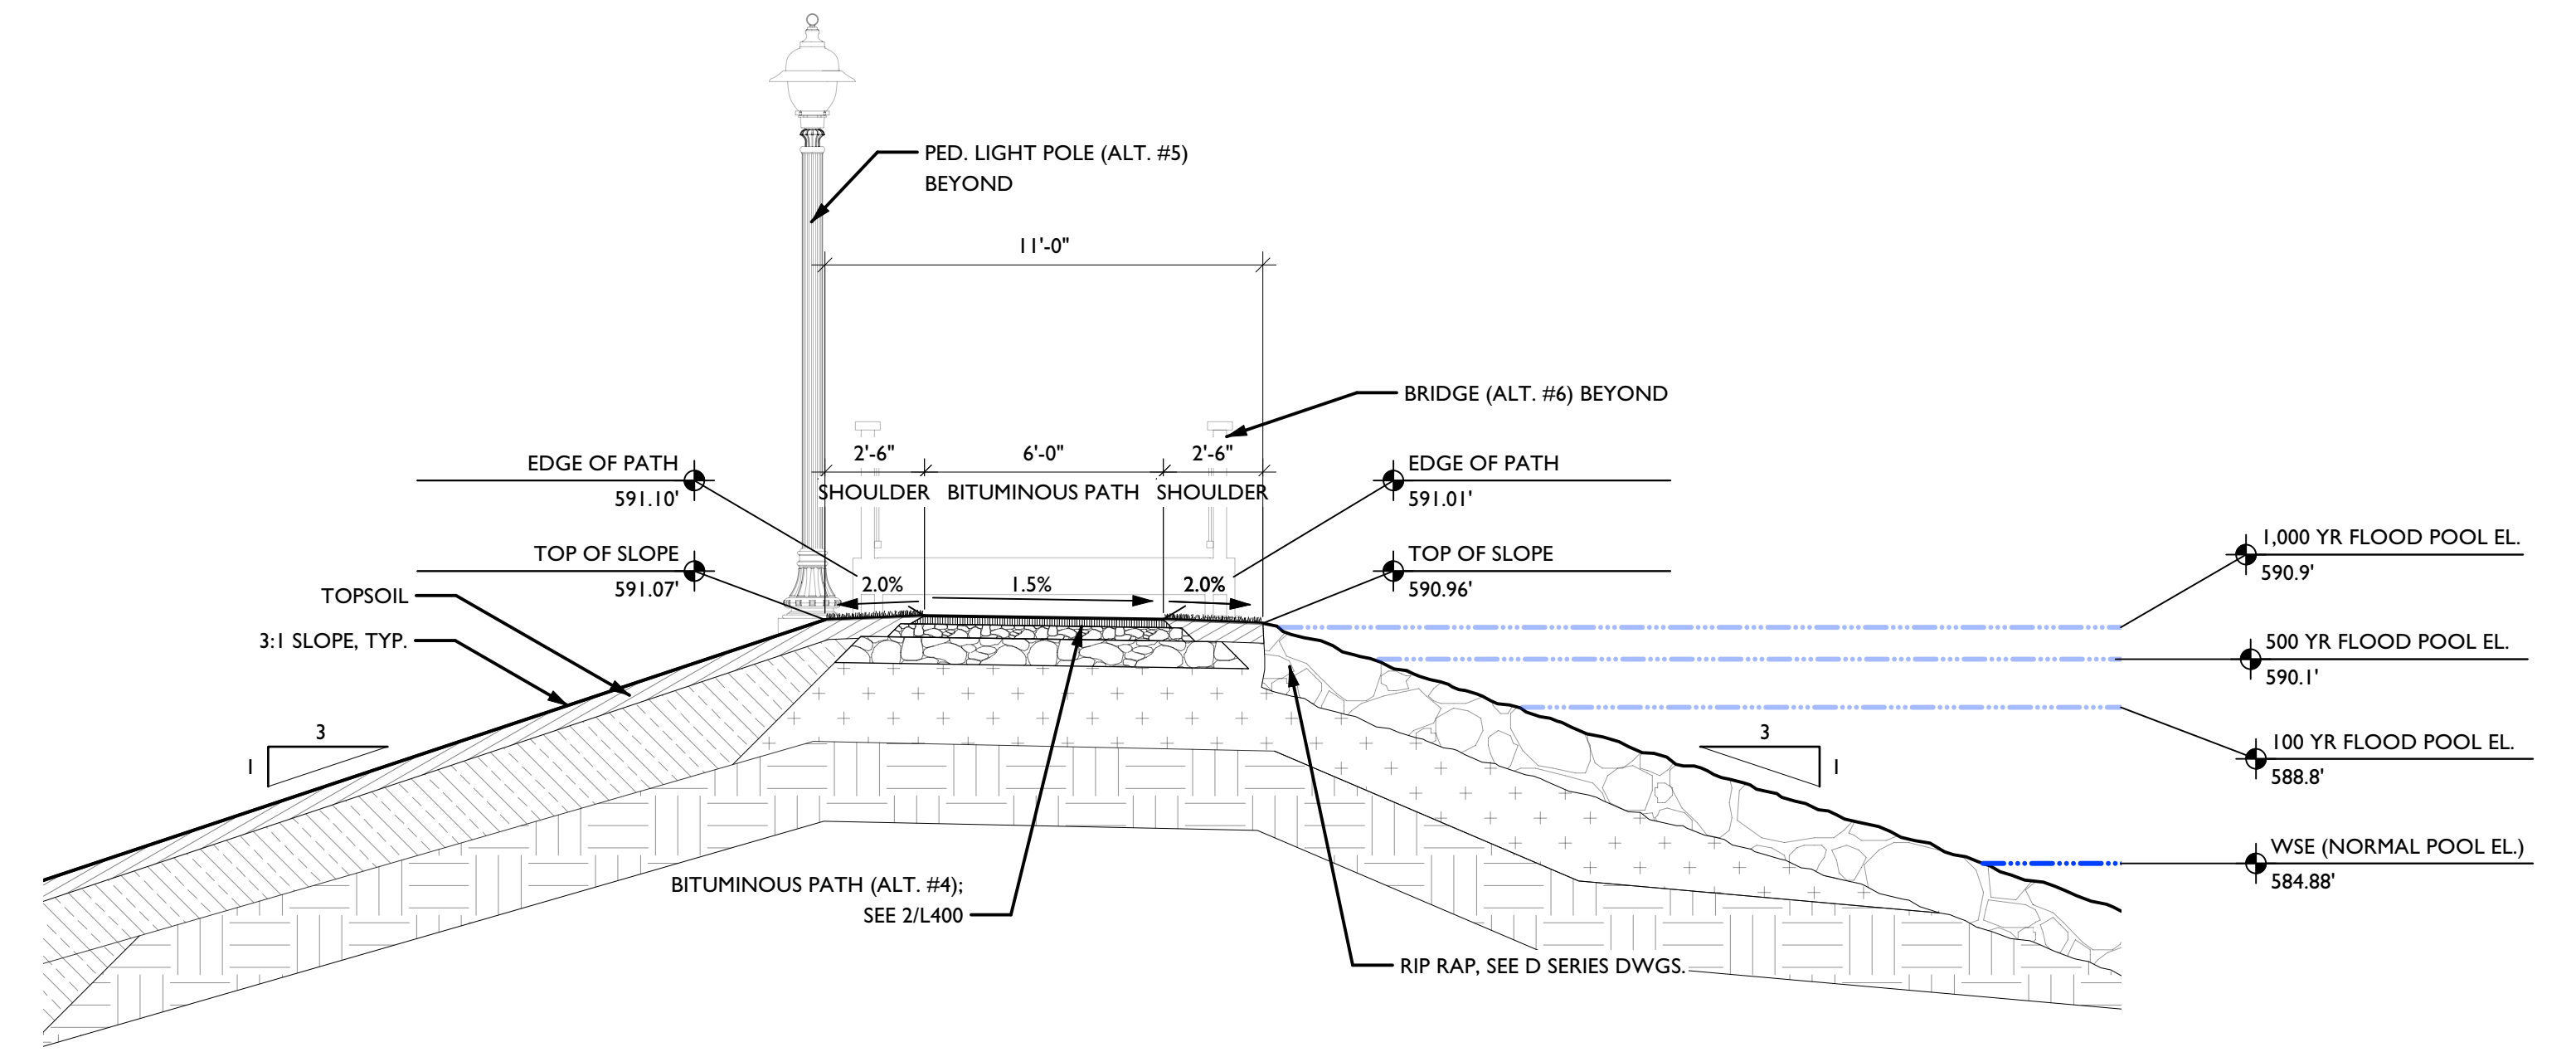 PED. LIGHT POLE (ALT. #5)
BEYOND
11'-0"
BRIDGE (ALT. #6) BEYOND
2'-6"
6'-0"
2'-6"
EDGE OF PATH
591.10'
SHOULDER
BITUMINOUS PATH
SHOULDER
EDGE OF PATH
591.01'
TOP OF SLOPE
591.07'
2.0%
1.5%
2.0%
TOP OF SLOPE
590.96'
1,000 YR FLOOD POOL EL.
590.9'
TOPSOIL
3:1 SLOPE, TYP.
500 YR FLOOD POOL EL.
590.1'
3
1
3
1
100 YR FLOOD POOL EL.
588.8'
WSE (NORMAL POOL EL.)
584.88'
BITUMINOUS PATH (ALT. #4);
SEE 2/L400
RIP RAP, SEE D SERIES DWGS.